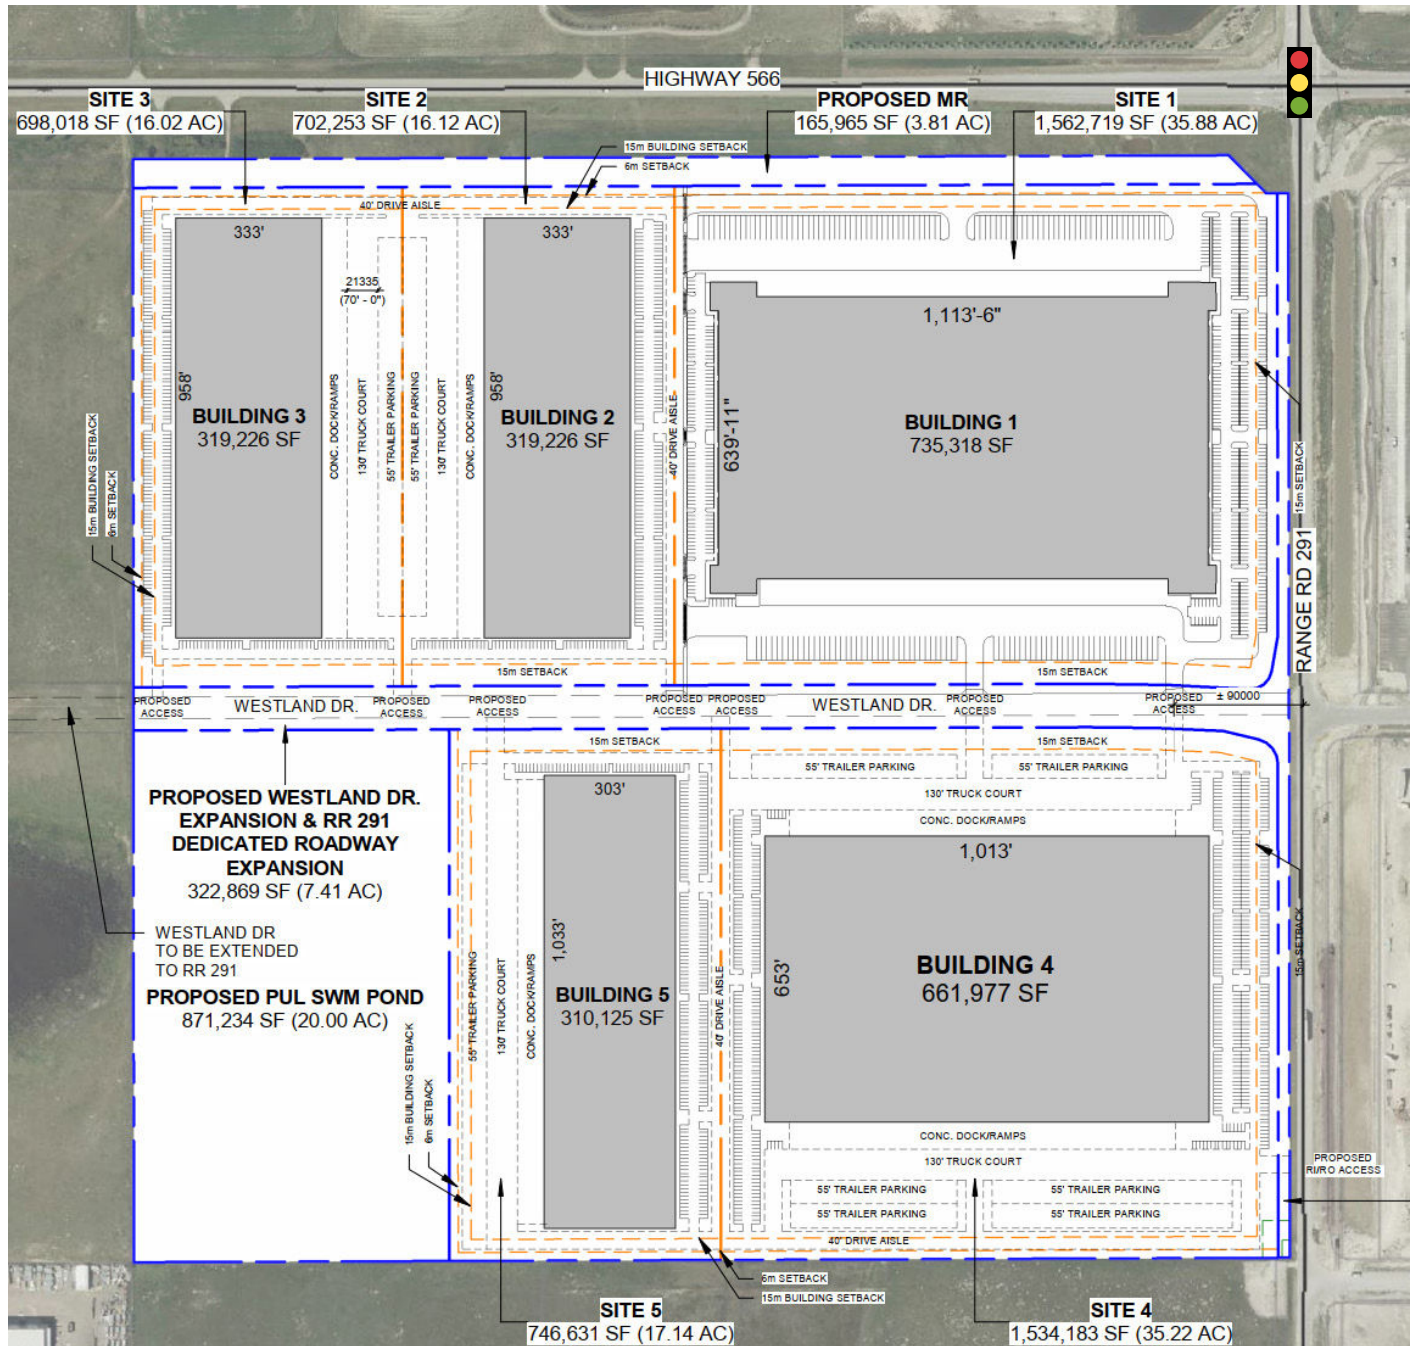 HIGHWAY 566
SITE 3
698,018 SF (16.02 AC)
SITE 2
702,253 SF (16.12 AC)
PROPOSED MR
165,965 SF (3.81 AC)
SITE 1
1,562,719 SF (35.88 AC)
15m BUILDING SETBACK
6m SETBACK
40' DRIVE AISLE
333'
333'
21335
(70' - 0")
1,113'-6"
958'
BUILDING 3
319,226 SF
CONC. DOCK/RAMPS
130' TRUCK COURT
55' TRAILER PARKING
55' TRAILER PARKING
130' TRUCK COURT
CONC. DOCK/RAMPS
958'
BUILDING 2
319,226 SF
40' DRIVE AISLE
639'-11"
BUILDING 1
735,318 SF
15m SETBACK
RANGE RD 291
15m BUILDING SETBACK
6m SETBACK
15m SETBACK
15m SETBACK
PROPOSED
ACCESS
WESTLAND DR.
PROPOSED
ACCESS
PROPOSED
ACCESS
PROPOSED
ACCESS
PROPOSED
ACCESS
WESTLAND DR.
PROPOSED
ACCESS
PROPOSED
ACCESS
± 90000
15m SETBACK
15m SETBACK
PROPOSED WESTLAND DR.
EXPANSION & RR 291
DEDICATED ROADWAY
EXPANSION
322,869 SF (7.41 AC)
WESTLAND DR
TO BE EXTENDED
TO RR 291
PROPOSED PUL SWM POND
871,234 SF (20.00 AC)
303'
1,033'
BUILDING 5
310,125 SF
55' TRAILER PARKING
130' TRUCK COURT
CONC. DOCK/RAMPS
40' DRIVE AISLE
15m BUILDING SETBACK
6m SETBACK
55' TRAILER PARKING
55' TRAILER PARKING
130' TRUCK COURT
CONC. DOCK/RAMPS
1,013'
653'
BUILDING 4
661,977 SF
15m SETBACK
CONC. DOCK/RAMPS
130' TRUCK COURT
55' TRAILER PARKING
55' TRAILER PARKING
55' TRAILER PARKING
55' TRAILER PARKING
40' DRIVE AISLE
PROPOSED
RI/RO ACCESS
6m SETBACK
15m BUILDING SETBACK
SITE 5
746,631 SF (17.14 AC)
SITE 4
1,534,183 SF (35.22 AC)